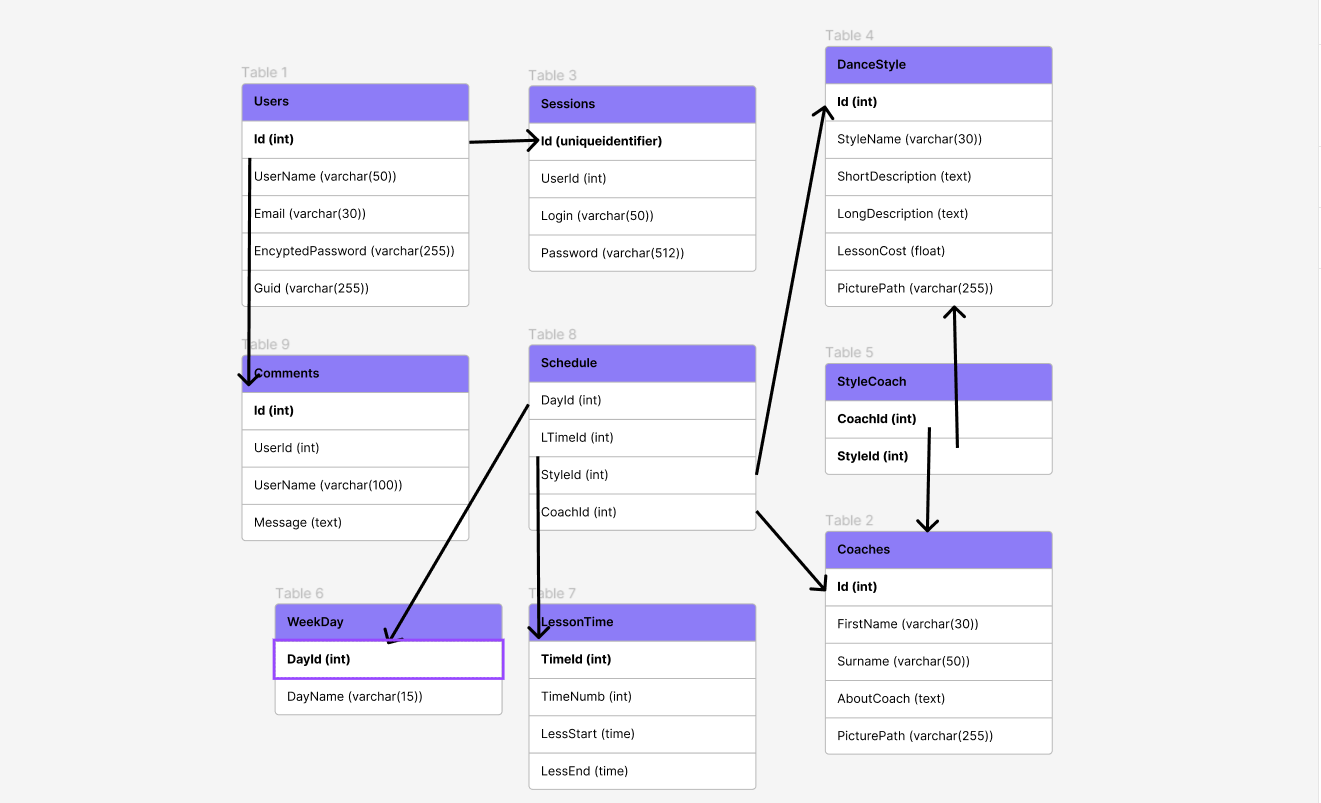 Table 1
Users
Id (int)
UserName (varchar(50))
Email (varchar(30))
EncyptedPassword (varchar(255))
Guid (varchar(255))
Table 3
Sessions
Id (uniqueidentifier)
UserId (int)
Login (varchar(50))
Password (varchar(512))
Table 4
DanceStyle
Id (int)
StyleName (varchar(30))
ShortDescription (text)
LongDescription (text)
LessonCost (float)
PicturePath (varchar(255))
Table 9
Comments
Id (int)
UserId (int)
UserName (varchar(100))
Message (text)
Table 8
Schedule
DayId (int)
LTimeId (int)
StyleId (int)
CoachId (int)
Table 5
StyleCoach
CoachId (int)
StyleId (int)
Table 6
WeekDay
DayId (int)
DayName (varchar(15))
Table 7
LessonTime
TimeId (int)
TimeNumb (int)
LessStart (time)
LessEnd (time)
Table 2
Coaches
Id (int)
FirstName (varchar(30))
Surname (varchar(50))
AboutCoach (text)
PicturePath (varchar(255))